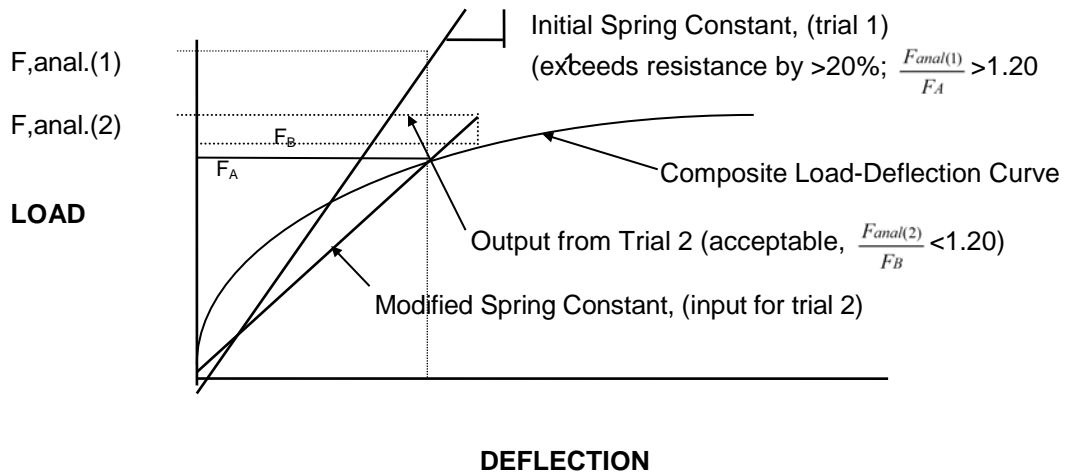 Initial Spring Constant, (trial 1)
F,anal.(1)
(exceeds resistance by >20%; Fanal(1)/FA >1.20
F,anal.(2)
FB
FA
Composite Load-Deflection Curve
LOAD
Output from Trial 2 (acceptable, Fanal(2)/FB <1.20)
Modified Spring Constant, (input for trial 2)
DEFLECTION